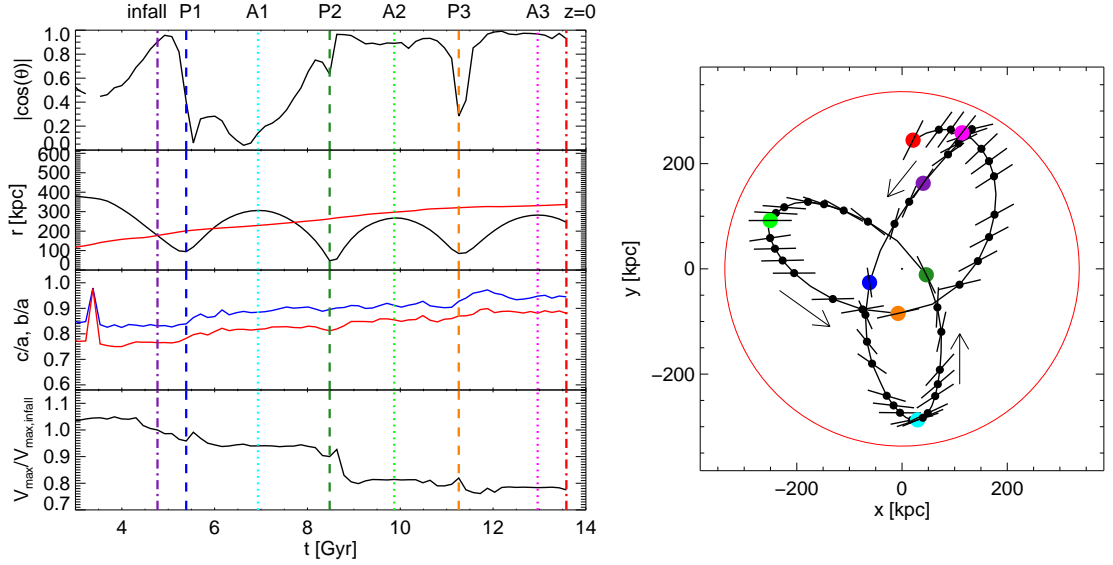 infall P1 A1 P2 A2 P3 A3 z=0
1.0
0.8
0.6
0.4
0.2
0.0
|cos(θ)|
600
500
400
300
200
100
0
r [kpc]
1.0
0.9
0.8
0.7
0.6
c/a, b/a
1.1
1.0
0.9
0.8
0.7
Vmax/Vmax,infall
4 6 8 10 12 14
t [Gyr]
200
0
−200
y [kpc]
−200 0 200
x [kpc]